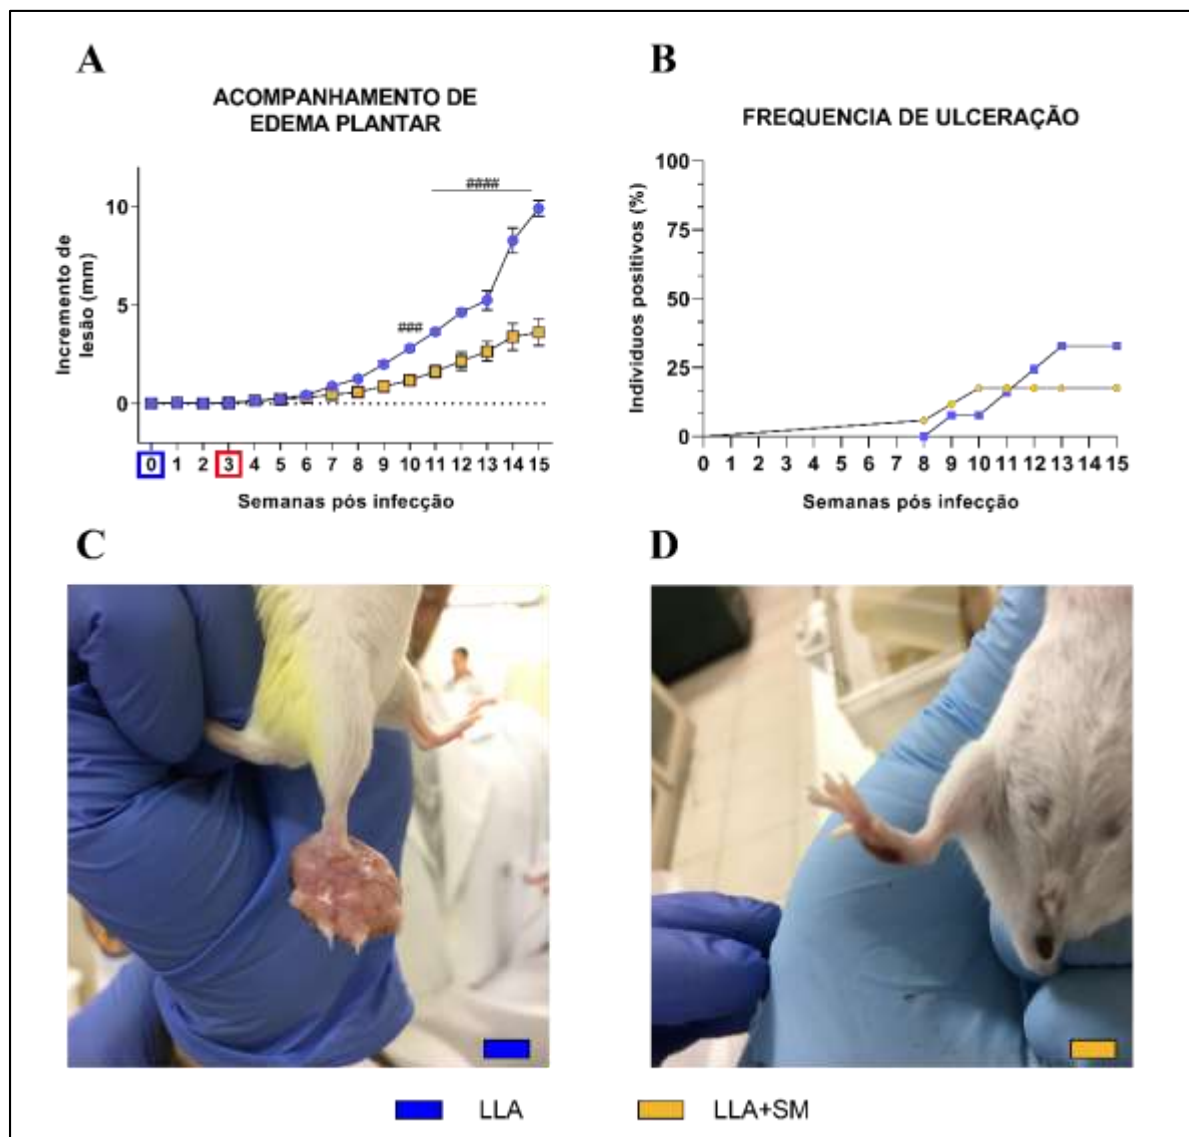 A
ACOMPANHAMENTO DE
EDEMA PLANTAR
Incremento de
lesão (mm)
10
5
0
###
####
0 1 2 3 4 5 6 7 8 9 10 11 12 13 14 15
Semanas pós infecção
B
FREQUENCIA DE ULCERAÇÃO
Individuos positivos (%)
100
75
50
25
0
0 1 2 3 4 5 6 7 8 9 10 11 12 13 14 15
Semanas pós infecção
C
D
LLA
LLA+SM